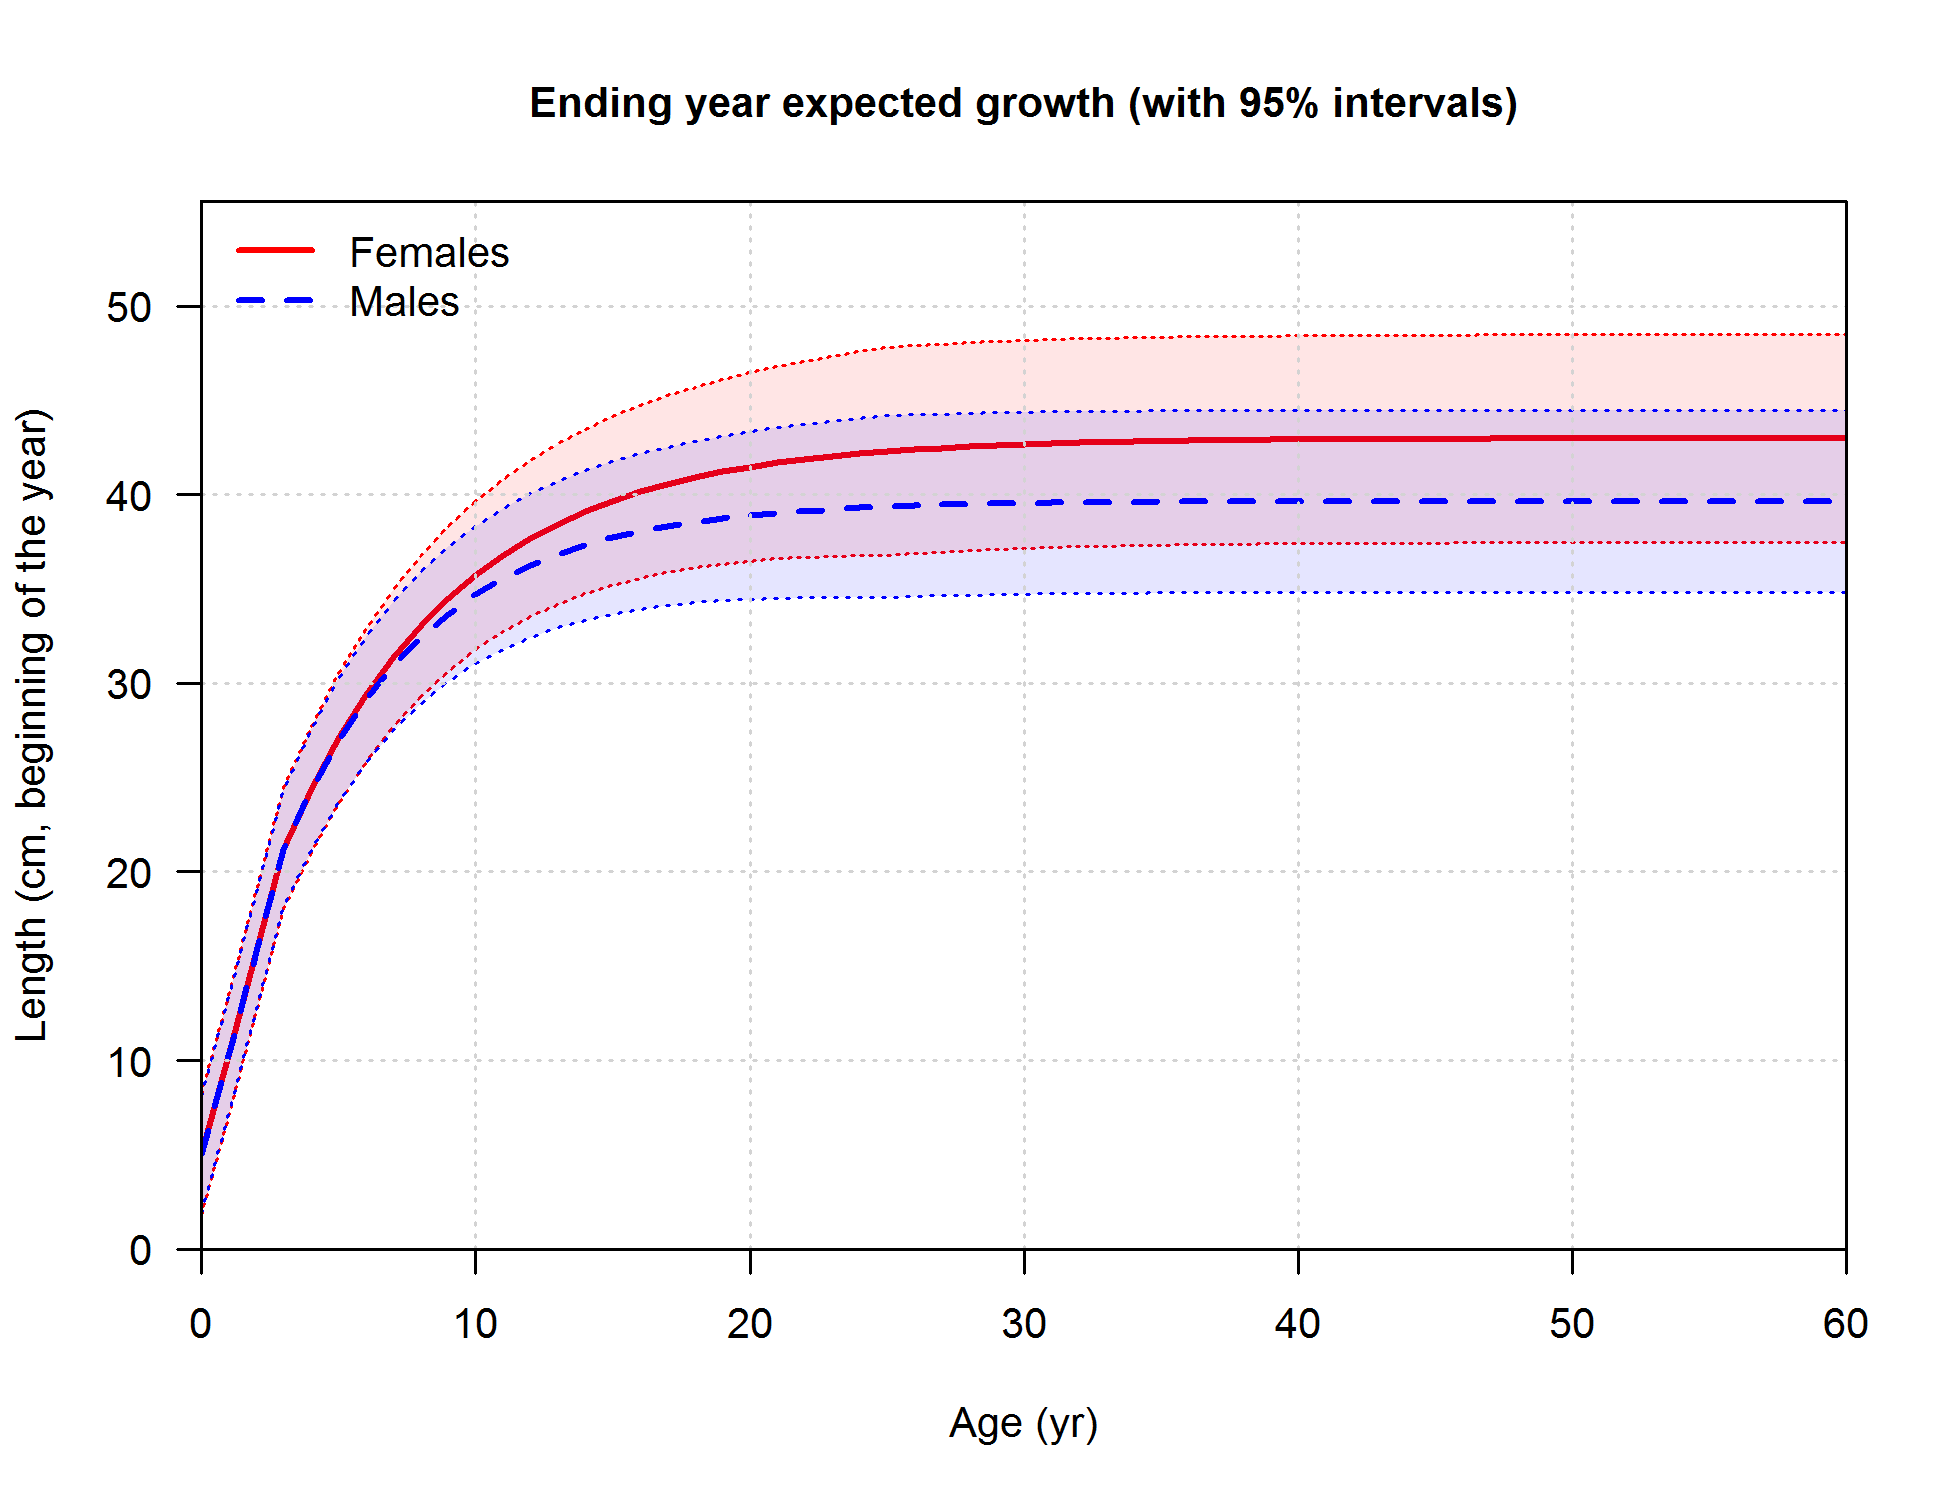 Ending year expected growth (with 95% intervals)
Females
Males
Length (cm, beginning of the year)
50
40
30
20
10
0
0 10 20 30 40 50 60
Age (yr)